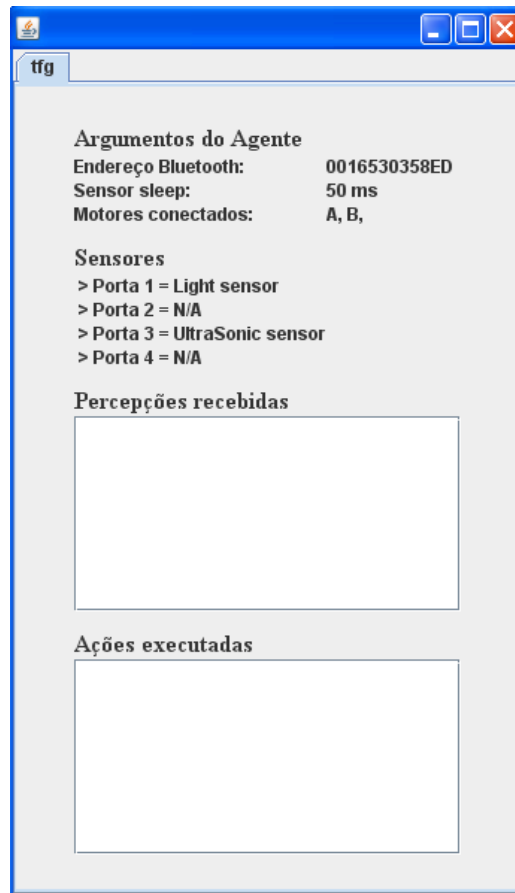 tfg
Argumentos do Agente
Endereço Bluetooth: 0016530358ED
Sensor sleep: 50 ms
Motores conectados: A, B,
Sensores
> Porta 1 = Light sensor
> Porta 2 = N/A
> Porta 3 = UltraSonic sensor
> Porta 4 = N/A
Percepções recebidas
Ações executadas